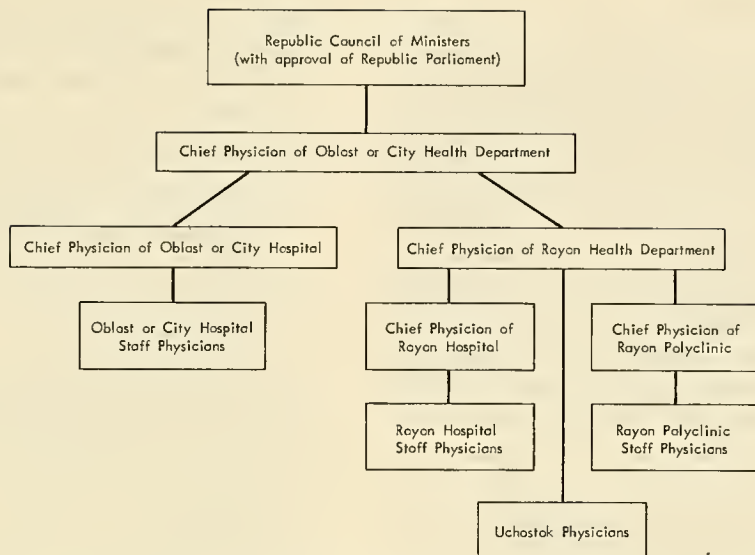 Republic Council of Ministers
(with approval of Republic Parliament)
Chief Physician of Oblast or City Health Department
Chief Physician of Oblast or City Hospital
Chief Physician of Rayon Health Department
Oblast or City Hospital
Staff Physicians
Chief Physician of
Rayon Hospital
Chief Physician of
Rayon Polyclinic
Rayon Hospital
Staff Physicians
Rayon Polyclinic
Staff Physicians
Uchostok Physicians